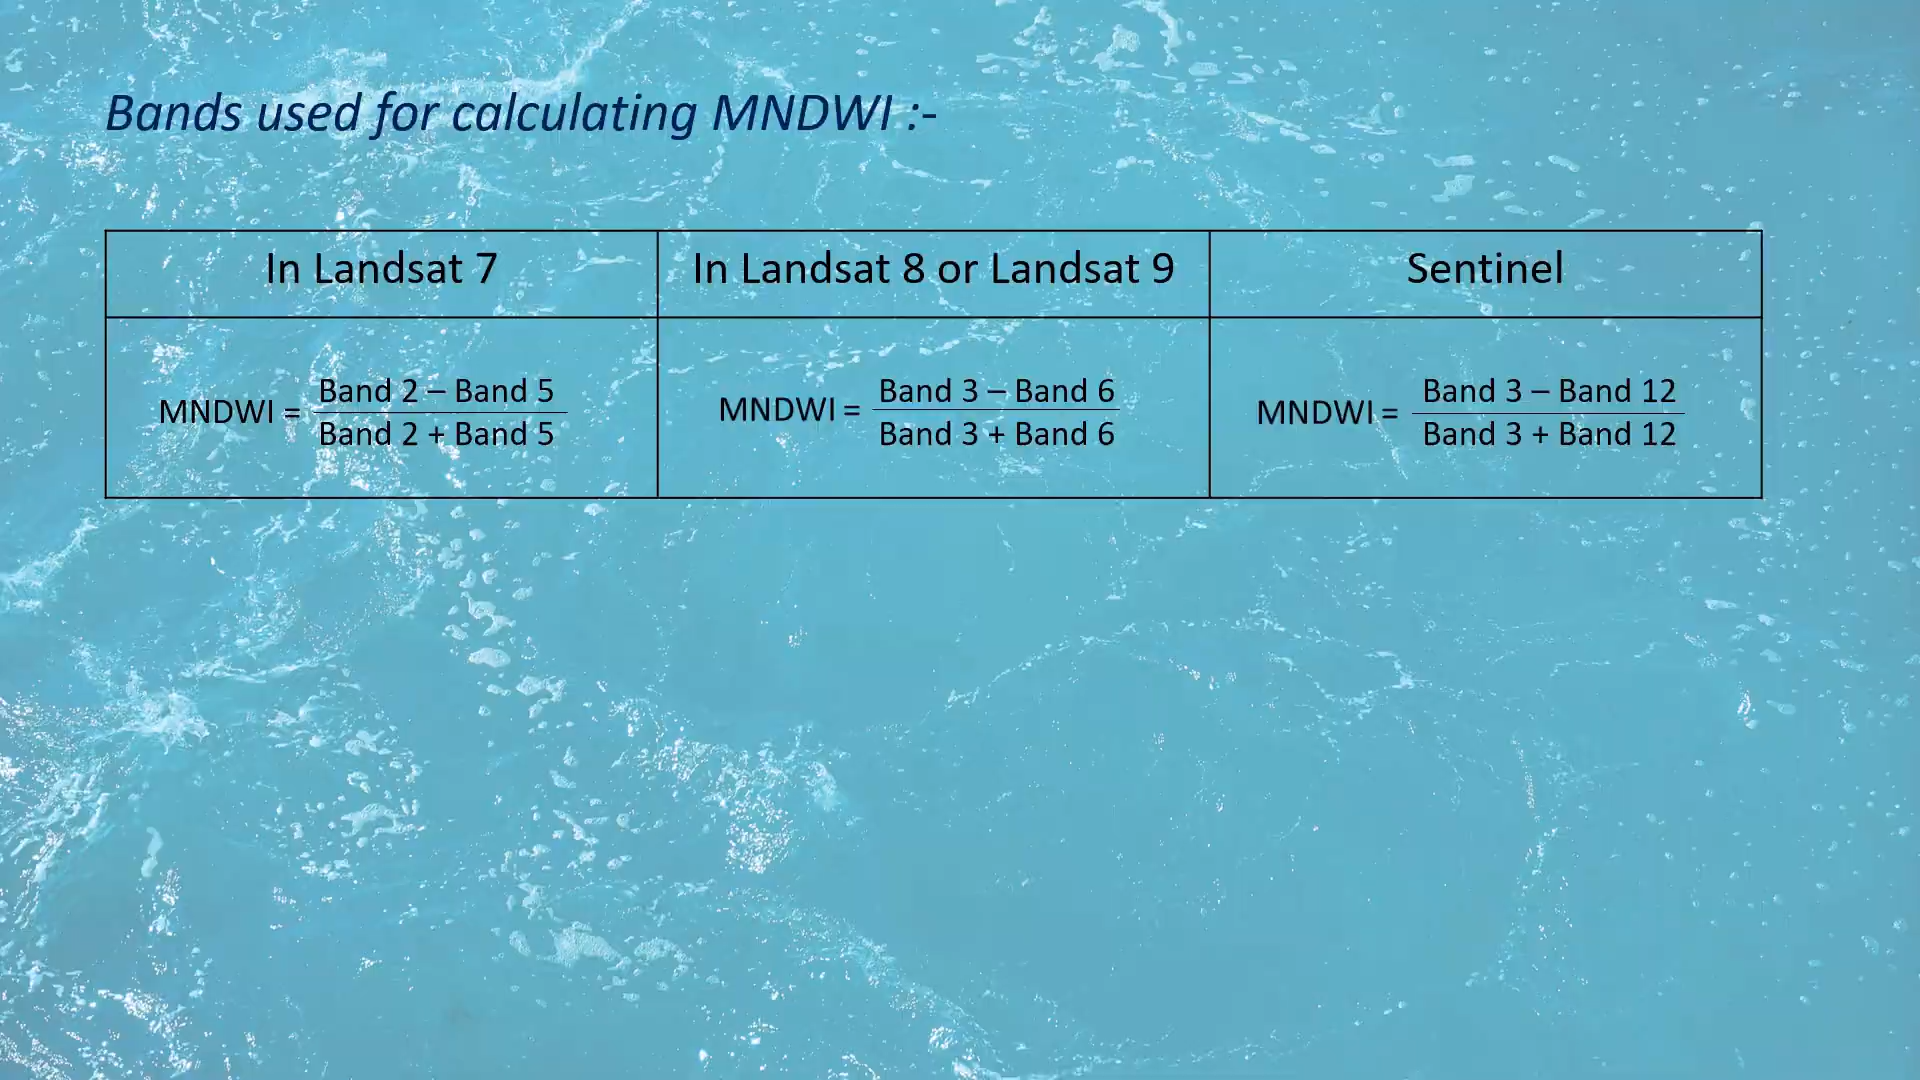 Bands used for calculating MNDWI :-
In Landsat 7
In Landsat 8 or Landsat 9
Sentinel
MNDWI = Band 2 – Band 5
Band 2 + Band 5
MNDWI = Band 3 – Band 6
Band 3 + Band 6
MNDWI = Band 3 – Band 12
Band 3 + Band 12